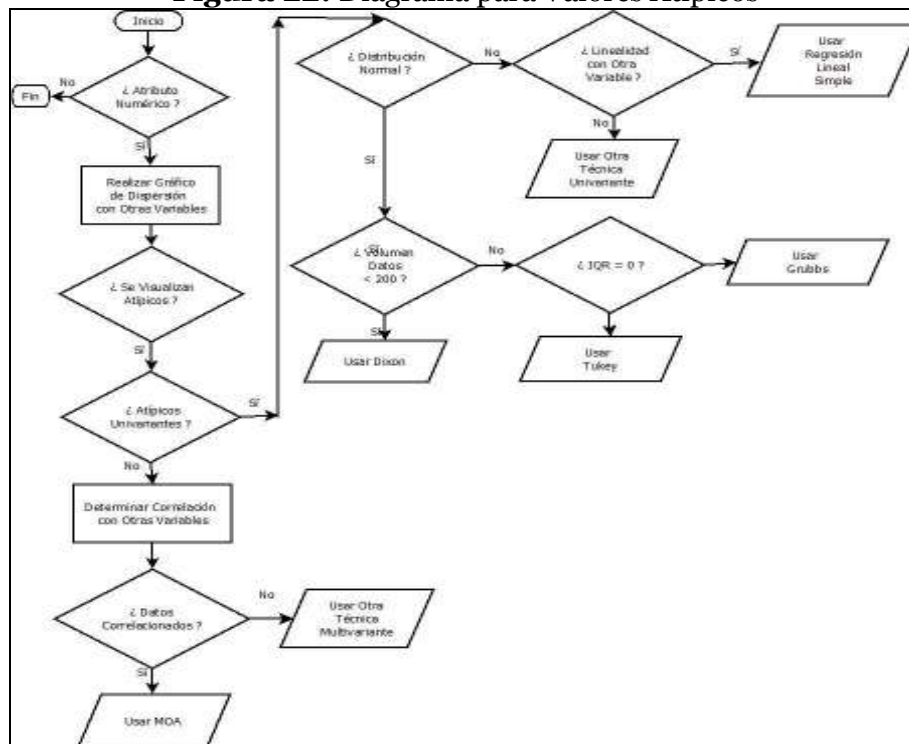 Figura 22. Diagrama para Valores Atípicos
Inicio
¿ Atributo
Numérico ?
No
Fin
Sí
Realizar Gráfico
de Dispersión
con Otras Variables
¿ Se Visualizan
Atípicos ?
Sí
¿ Atípicos
Univariantes ?
Sí
No
Determinar Correlación
con Otras Variables
¿ Datos
Correlacionados ?
No
Usar Otra
Técnica
Multivariante
Sí
Usar MOA
¿ Distribución
Normal ?
No
¿ Linealidad
con Otra
Variable ?
Sí
Usar
Regresión
Lineal
Simple
No
Usar Otra
Técnica
Univariante
Sí
Sí
¿ Volumen
Datos
< 200 ?
No
¿ IQR = 0 ?
Usar
Grubbs
Sí
Usar Dixon
Usar
Tukey